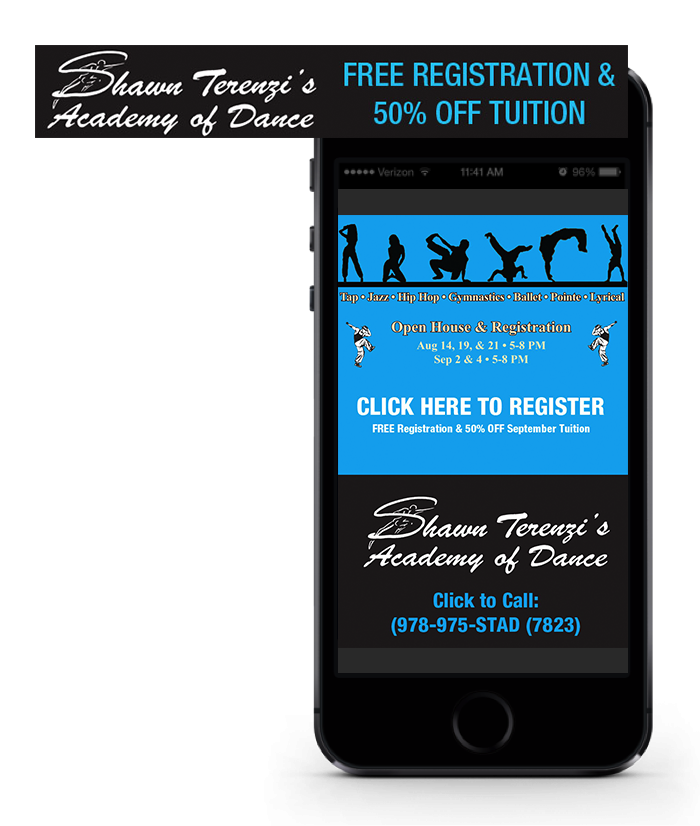 Shawn Terenzi's
Academy of Dance
FREE REGISTRATION &
50% OFF TUITION
Verizon 11:41 AM 96%
Tap • Jazz • Hip Hop • Gymnastics • Ballet • Pointe • Lyrical
Open House & Registration
Aug 14, 19, & 21 • 5-8 PM
Sep 2 & 4 • 5-8 PM
CLICK HERE TO REGISTER
FREE Registration & 50% OFF September Tuition
Shawn Terenzi's
Academy of Dance
Click to Call:
(978-975-STAD (7823)